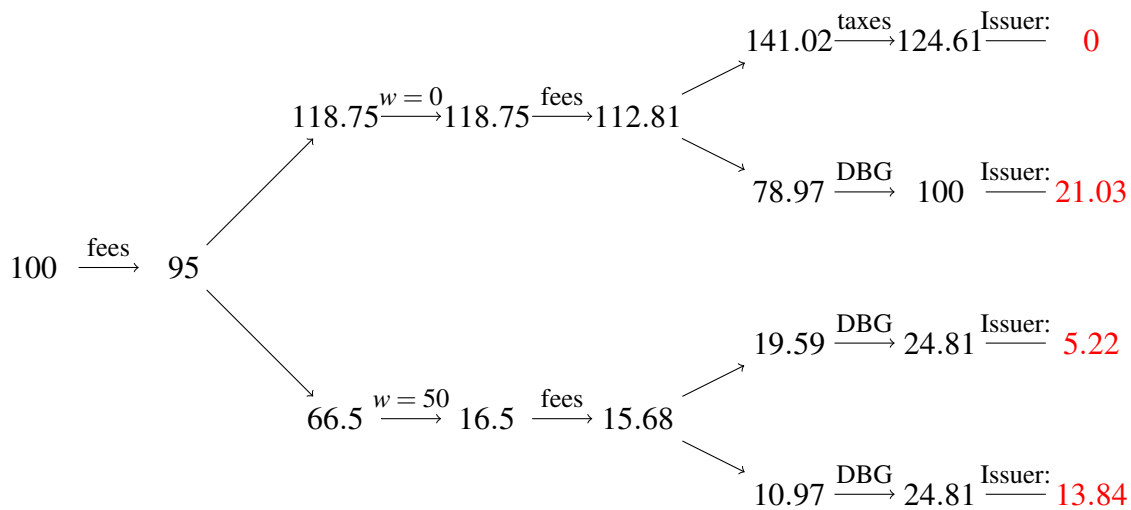 141.02 taxes 124.61 Issuer: 0
118.75 w = 0 118.75 fees 112.81
78.97 DBG 100 Issuer: 21.03
100 fees 95
19.59 DBG 24.81 Issuer: 5.22
66.5 w = 50 16.5 fees 15.68
10.97 DBG 24.81 Issuer: 13.84